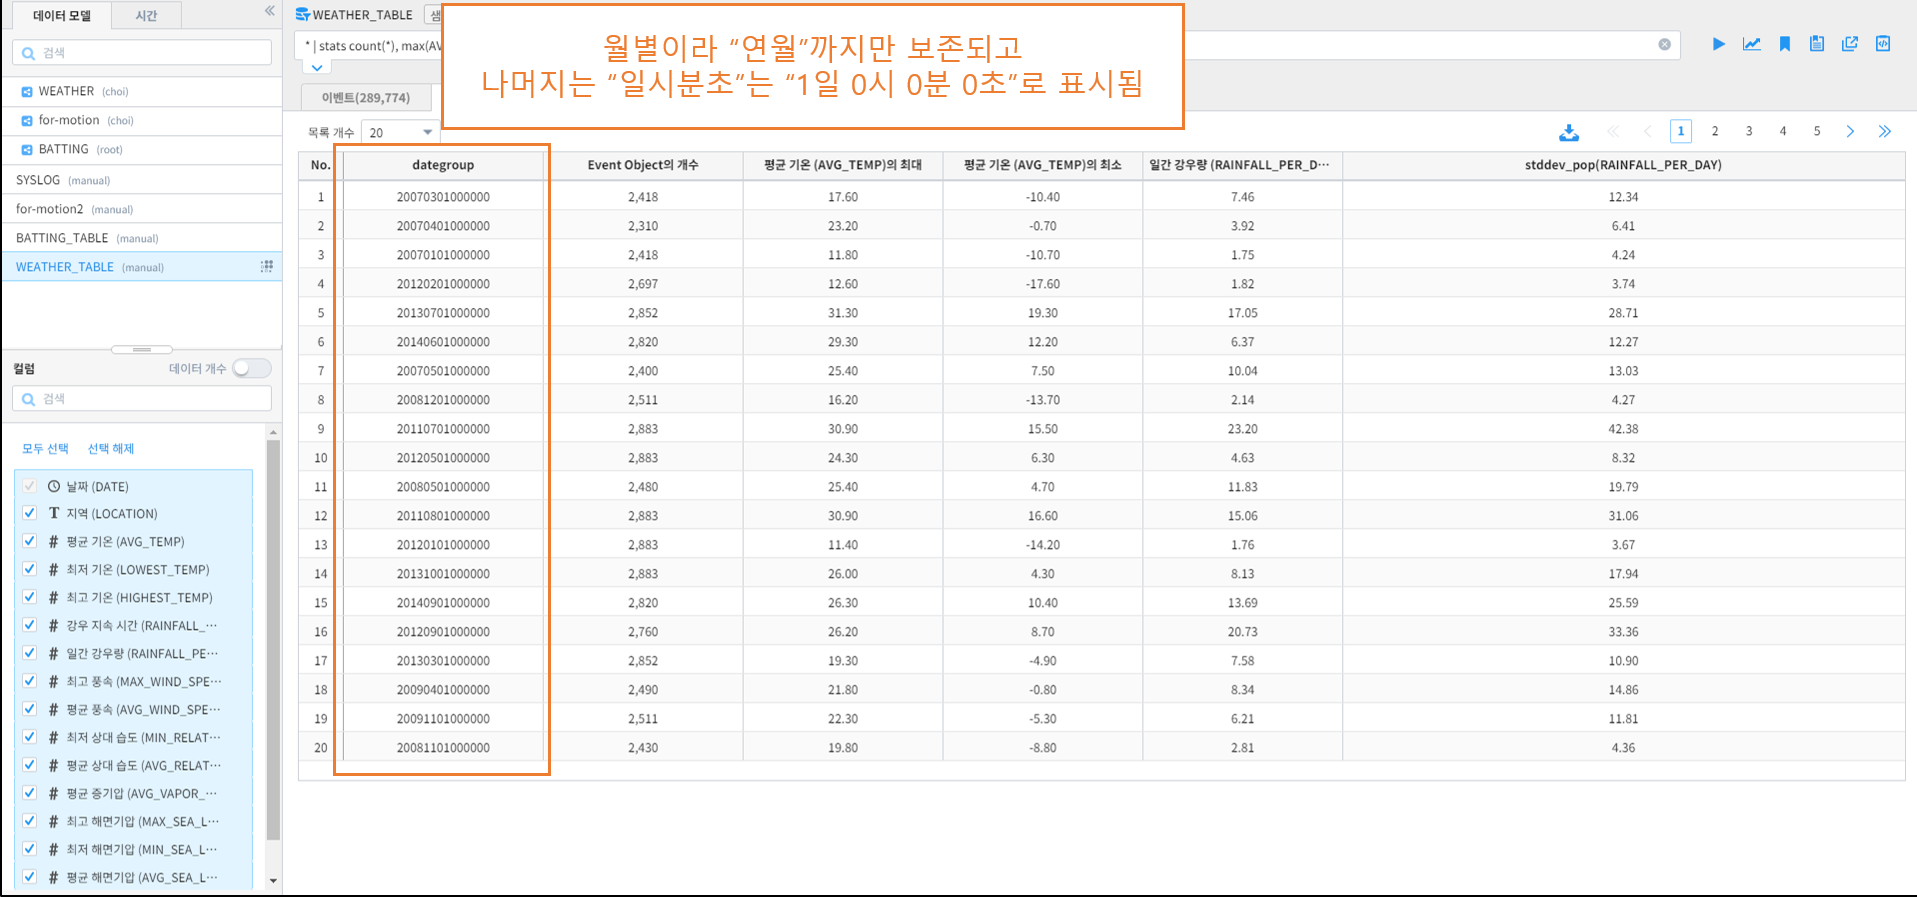 데이터 모델
시간
검색
WEATHER (choi)
for-motion (choi)
BATTING (root)
SYSLOG (manual)
for-motion2 (manual)
BATTING_TABLE (manual)
WEATHER_TABLE (manual)
컬럼
데이터 개수
검색
모두 선택 선택 해제
날짜 (DATE)
T 지역 (LOCATION)
# 평균 기온 (AVG_TEMP)
# 최저 기온 (LOWEST_TEMP)
# 최고 기온 (HIGHEST_TEMP)
# 강우 지속 시간 (RAINFALL_···
# 일간 강우량 (RAINFALL_PE···
# 최고 풍속 (MAX_WIND_SPE···
# 평균 풍속 (AVG_WIND_SPE···
# 최저 상대 습도 (MIN_RELAT···
# 평균 상대 습도 (AVG_RELAT···
# 평균 증기압 (AVG_VAPOR_···
# 최고 해면기압 (MAX_SEA_L···
# 최저 해면기압 (MIN_SEA_L···
# 평균 해면기압 (AVG_SEA_L···
WEATHER_TABLE
* | stats count(*), max(AV
월별이라 “연월”까지만 보존되고
나머지는 “일시분초”는 “1일 0시 0분 0초”로 표시됨
이벤트(289,774)
목록 개수 20
1 2 3 4 5
No. dategroup Event Object의 개수 평균 기온 (AVG_TEMP)의 최대 평균 기온 (AVG_TEMP)의 최소 일간 강우량 (RAINFALL_PER_D··· stddev_pop(RAINFALL_PER_DAY)
1 20070301000000 2,418 17.60 -10.40 7.46 12.34
2 20070401000000 2,310 23.20 -0.70 3.92 6.41
3 20070101000000 2,418 11.80 -10.70 1.75 4.24
4 20120201000000 2,697 12.60 -17.60 1.82 3.74
5 20130701000000 2,852 31.30 19.30 17.05 28.71
6 20140601000000 2,820 29.30 12.20 6.37 12.27
7 20070501000000 2,400 25.40 7.50 10.04 13.03
8 20081201000000 2,511 16.20 -13.70 2.14 4.27
9 20110701000000 2,883 30.90 15.50 23.20 42.38
10 20120501000000 2,883 24.30 6.30 4.63 8.32
11 20080501000000 2,480 25.40 4.70 11.83 19.79
12 20110801000000 2,883 30.90 16.60 15.06 31.06
13 20120101000000 2,883 11.40 -14.20 1.76 3.67
14 20131001000000 2,883 26.00 4.30 8.13 17.94
15 20140901000000 2,820 26.30 10.40 13.69 25.59
16 20120901000000 2,760 26.20 8.70 20.73 33.36
17 20130301000000 2,852 19.30 -4.90 7.58 10.90
18 20090401000000 2,490 21.80 -0.80 8.34 14.86
19 20091101000000 2,511 22.30 -5.30 6.21 11.81
20 20081101000000 2,430 19.80 -8.80 2.81 4.36